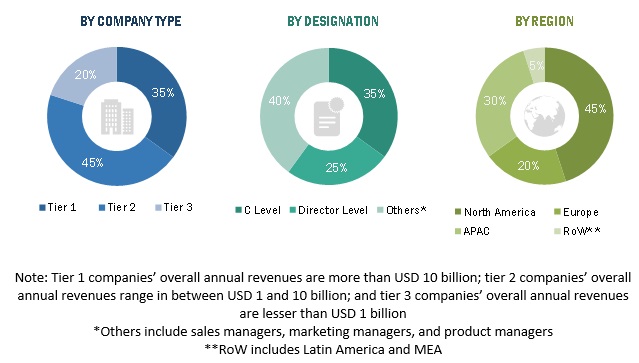 BY COMPANY TYPE
20%
35%
45%
Tier 1 Tier 2 Tier 3
BY DESIGNATION
40%
35%
25%
C Level Director Level Others*
BY REGION
5%
30%
45%
20%
North America Europe
APAC RoW**
Note: Tier 1 companies’ overall annual revenues are more than USD 10 billion; tier 2 companies’ overall
annual revenues range in between USD 1 and 10 billion; and tier 3 companies’ overall annual revenues
are lesser than USD 1 billion
*Others include sales managers, marketing managers, and product managers
**RoW includes Latin America and MEA